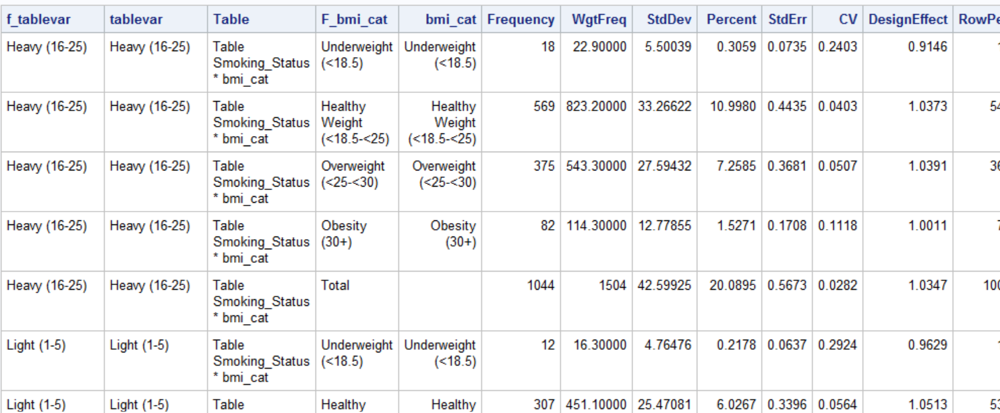 f_tablevar tablevar Table F_bmi_cat bmi_cat Frequency WgtFreq StdDev Percent StdErr CV DesignEffect RowPe
Heavy (16-25) Heavy (16-25) Table Underweight Underweight 18 22.90000 5.50039 0.3059 0.0735 0.2403 0.9146 1
Smoking_Status (<18.5) (<18.5)
* bmi_cat
Heavy (16-25) Heavy (16-25) Table Healthy Healthy 569 823.20000 33.26622 10.9980 0.4435 0.0403 1.0373 54
Smoking_Status Weight Weight
* bmi_cat (<18.5-<25) (<18.5-<25)
Heavy (16-25) Heavy (16-25) Table Overweight Overweight 375 543.30000 27.59432 7.2585 0.3681 0.0507 1.0391 36
Smoking_Status (<25-<30) (<25-<30)
* bmi_cat
Heavy (16-25) Heavy (16-25) Table Obesity Obesity 82 114.30000 12.77855 1.5271 0.1708 0.1118 1.0011 7
Smoking_Status (30+) (30+)
* bmi_cat
Heavy (16-25) Heavy (16-25) Table Total 1044 1504 42.59925 20.0895 0.5673 0.0282 1.0347 100
Smoking_Status
* bmi_cat
Light (1-5) Light (1-5) Table Underweight Underweight 12 16.30000 4.76476 0.2178 0.0637 0.2924 0.9629 1
Smoking_Status (<18.5) (<18.5)
* bmi_cat
Light (1-5) Light (1-5) Table Healthy Healthy 307 451.10000 25.47081 6.0267 0.3396 0.0564 1.0513 53